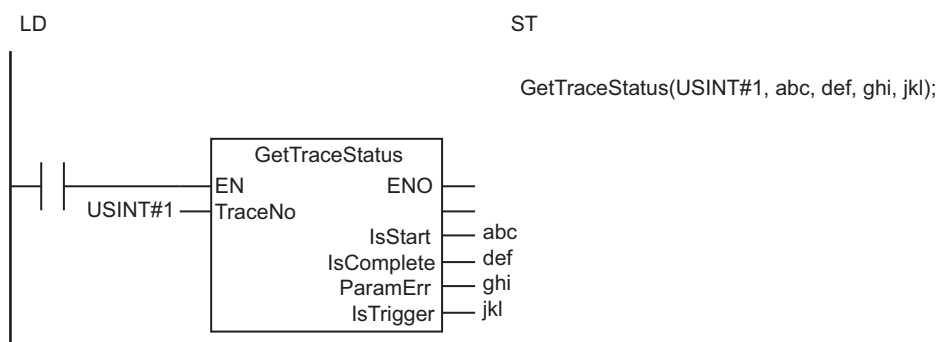 LD
ST
GetTraceStatus(USINT#1, abc, def, ghi, jkl);
GetTraceStatus
EN ENO
USINT#1 TraceNo
IsStart abc
IsComplete def
ParamErr ghi
IsTrigger jkl